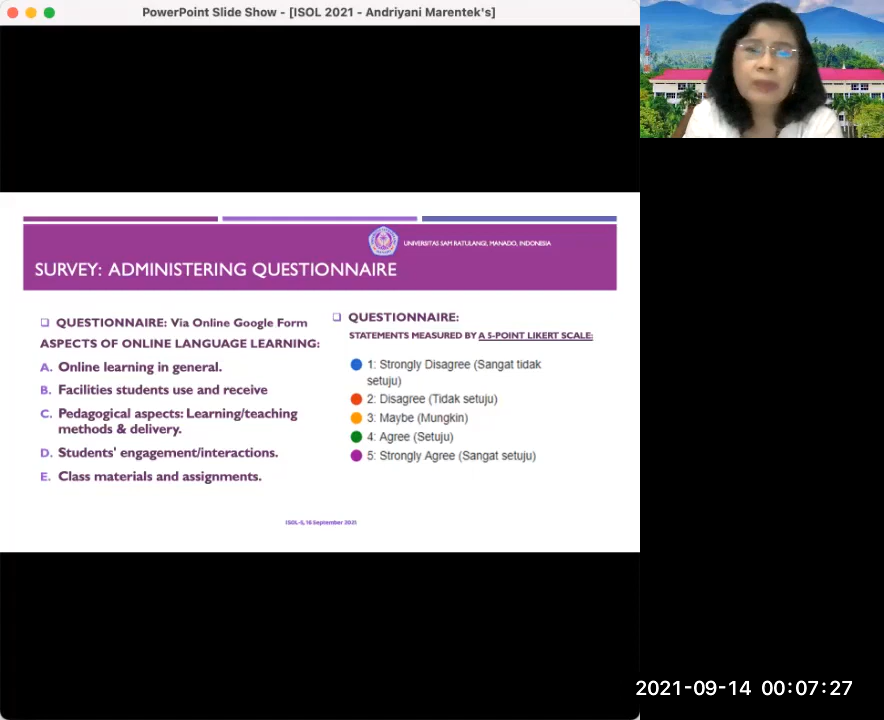 PowerPoint Slide Show - [ISOL 2021 - Andriyani Marentek's]
UNIVERSITAS SAM RATULANGI, MANADO, INDONESIA
SURVEY: ADMINISTERING QUESTIONNAIRE
QUESTIONNAIRE: Via Online Google Form
ASPECTS OF ONLINE LANGUAGE LEARNING:
A. Online learning in general.
B. Facilities students use and receive
C. Pedagogical aspects: Learning/teaching
methods & delivery.
D. Students' engagement/interactions.
E. Class materials and assignments.
QUESTIONNAIRE:
STATEMENTS MEASURED BY A 5-POINT LIKERT SCALE:
1: Strongly Disagree (Sangat tidak
setuju)
2: Disagree (Tidak setuju)
3: Maybe (Mungkin)
4: Agree (Setuju)
5: Strongly Agree (Sangat setuju)
ISOL-5, 16 September 2021
2021-09-14 00:07:27